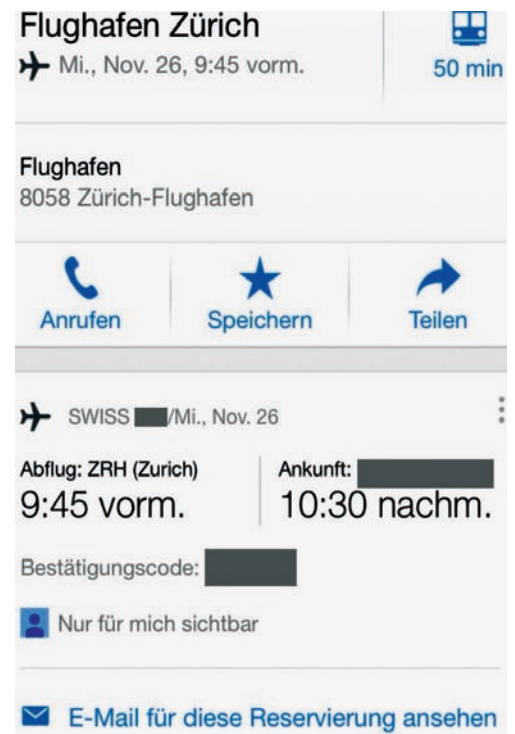 Flughafen Zürich
Mi., Nov. 26, 9:45 vorm.
50 min
Flughafen
8058 Zürich-Flughafen
Anrufen
Speichern
Teilen
SWISS /Mi., Nov. 26
Abflug: ZRH (Zurich)
9:45 vorm.
Ankunft:
10:30 nachm.
Bestätigungscode:
Nur für mich sichtbar
E-Mail für diese Reservierung ansehen